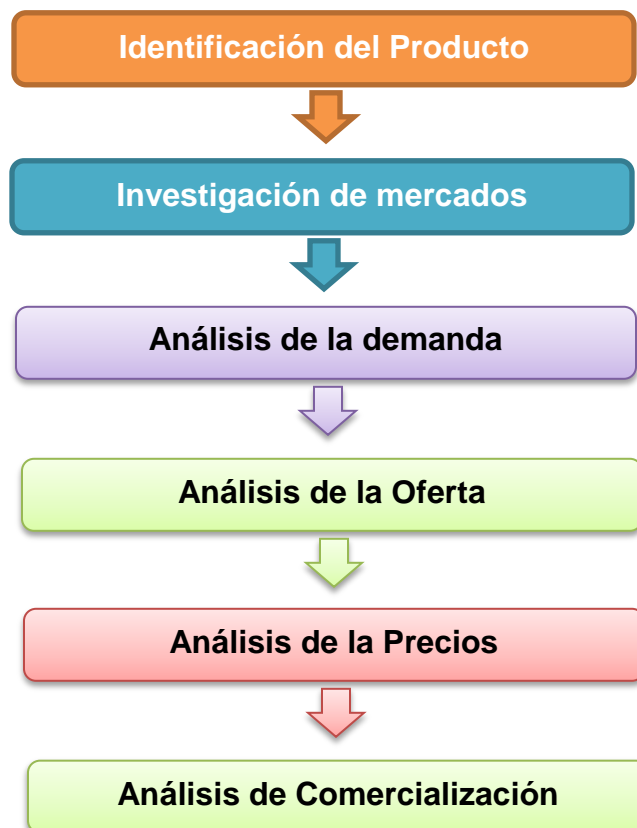 Identificación del Producto
Investigación de mercados
Análisis de la demanda
Análisis de la Oferta
Análisis de la Precios
Análisis de Comercialización